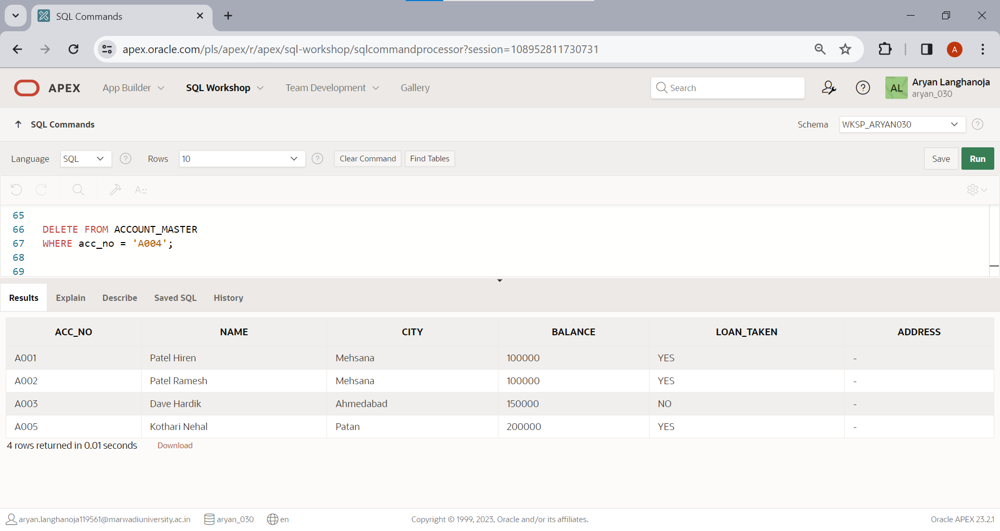 SQL Commands
apex.oracle.com/pls/apex/r/apex/sql-workshop/sqlcommandprocessor?session=108952811730731
A
APEX App Builder SQL Workshop Team Development Gallery Search ? AL Aryan Langhanoja
aryan_030
SQL Commands Schema WKSP_ARYAN030 ?
Language SQL ? Rows 10 ? Clear Command Find Tables Save Run
A::
65
66 DELETE FROM ACCOUNT_MASTER
67 WHERE acc_no = 'A004';
68
69
Results Explain Describe Saved SQL History
ACC_NO NAME CITY BALANCE LOAN_TAKEN ADDRESS
A001 Patel Hiren Mehsana 100000 YES -
A002 Patel Ramesh Mehsana 100000 YES -
A003 Dave Hardik Ahmedabad 150000 NO -
A005 Kothari Nehal Patan 200000 YES -
4 rows returned in 0.01 seconds Download
aryan.langhanoja119561@marwadiuniversity.ac.in aryan_030 en Copyright © 1999, 2023, Oracle and/or its affiliates. Oracle APEX 23.2.1